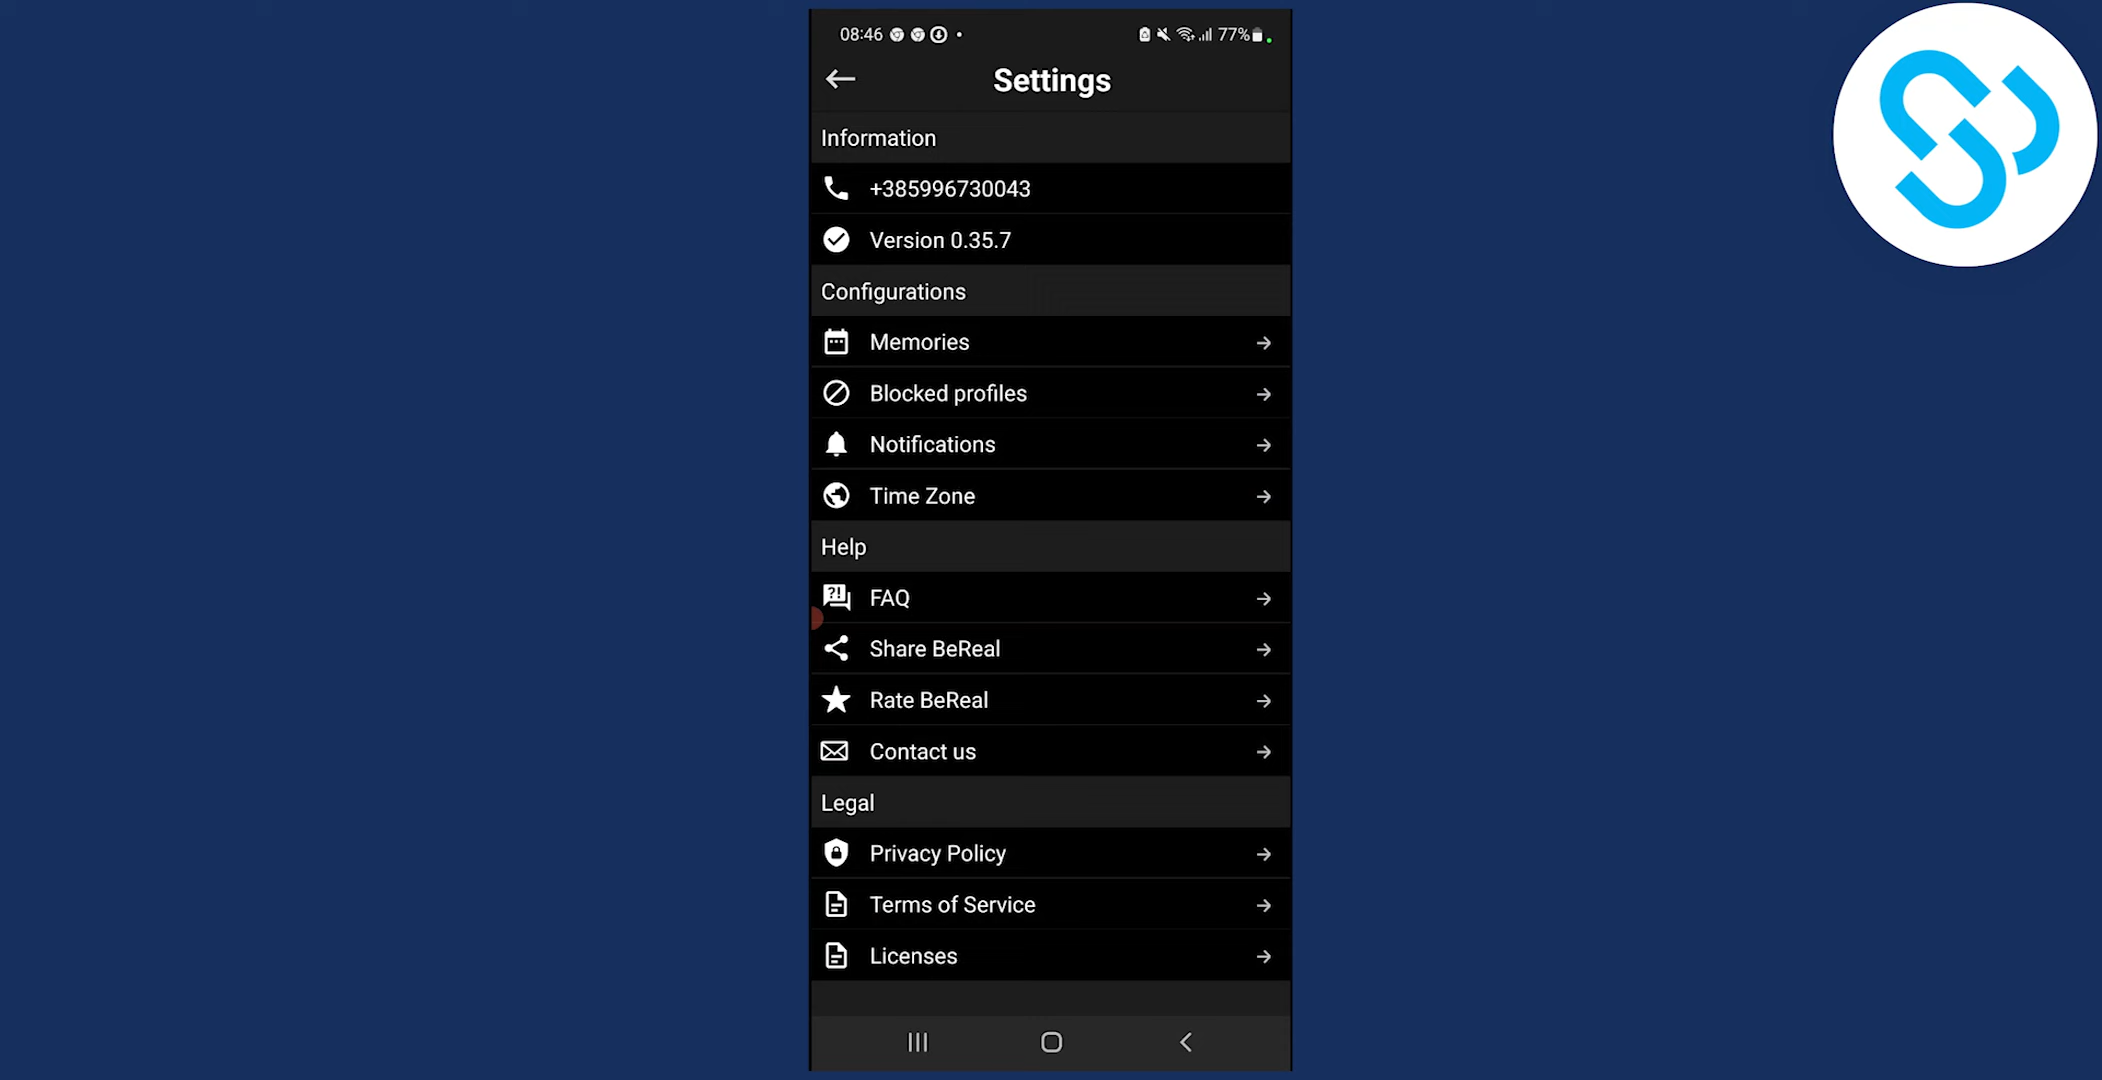 08:46
77%
Settings
Information
+385996730043
Version 0.35.7
Configurations
Memories
Blocked profiles
Notifications
Time Zone
Help
FAQ
Share BeReal
Rate BeReal
Contact us
Legal
Privacy Policy
Terms of Service
Licenses